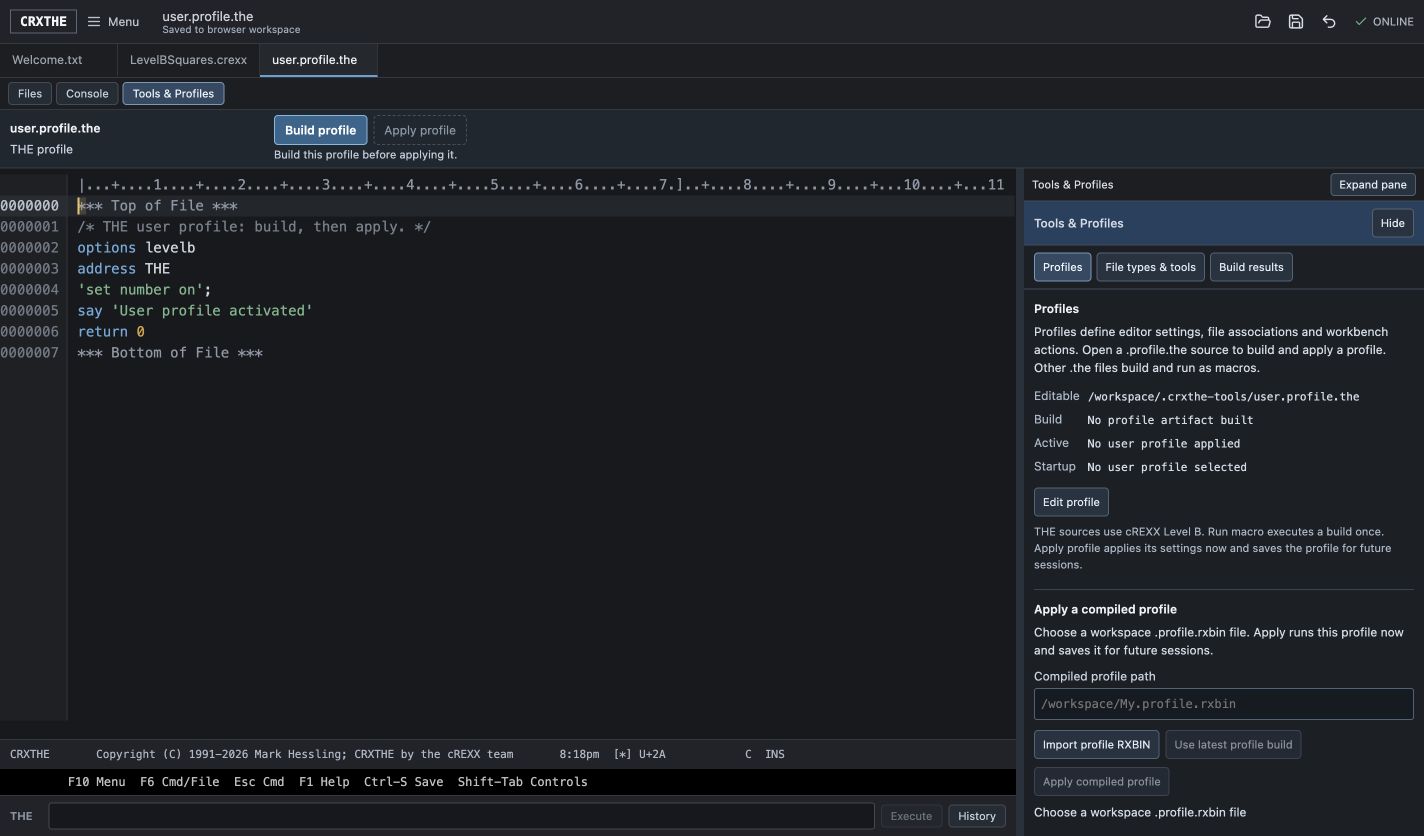 CRXTHE
Menu
user.profile.the
Saved to browser workspace
ONLINE
Welcome.txt
LevelBSquares.crexx
user.profile.the
Files
Console
Tools & Profiles
user.profile.the
THE profile
Build profile
Apply profile
Build this profile before applying it.
|...+....1....+....2....+....3....+....4....+....5....+....6....+....7.]..+....8....+....9....+...10....+...11
0000000 *** Top of File ***
0000001 /* THE user profile: build, then apply. */
0000002 options levelb
0000003 address THE
0000004 'set number on';
0000005 say 'User profile activated'
0000006 return 0
0000007 *** Bottom of File ***
CRXTHE Copyright (C) 1991-2026 Mark Hessling; CRXTHE by the cREXX team 8:18pm [*] U+2A C INS
F10 Menu F6 Cmd/File Esc Cmd F1 Help Ctrl-S Save Shift-Tab Controls
THE
Execute
History
Tools & Profiles
Expand pane
Tools & Profiles
Hide
Profiles
File types & tools
Build results
Profiles
Profiles define editor settings, file associations and workbench
actions. Open a .profile.the source to build and apply a profile.
Other .the files build and run as macros.
Editable /workspace/.crxthe-tools/user.profile.the
Build No profile artifact built
Active No user profile applied
Startup No user profile selected
Edit profile
THE sources use cREXX Level B. Run macro executes a build once.
Apply profile applies its settings now and saves the profile for future
sessions.
Apply a compiled profile
Choose a workspace .profile.rxbin file. Apply runs this profile now
and saves it for future sessions.
Compiled profile path
/workspace/My.profile.rxbin
Import profile RXBIN
Use latest profile build
Apply compiled profile
Choose a workspace .profile.rxbin file